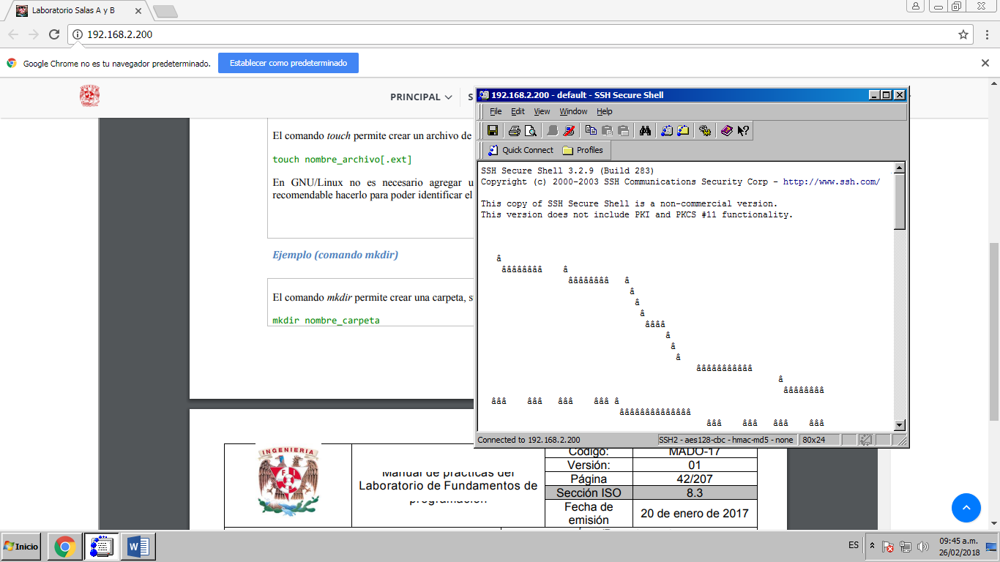 Laboratorio Salas A y B
192.168.2.200
Google Chrome no es tu navegador predeterminado.
Establecer como predeterminado
PRINCIPAL
S
El comando touch permite crear un archivo de
touch nombre_archivo[.ext]
En GNU/Linux no es necesario agregar u
recomendable hacerlo para poder identificar el
Ejemplo (comando mkdir)
El comando mkdir permite crear una carpeta, s
mkdir nombre_carpeta
192.168.2.200 - default - SSH Secure Shell
File Edit View Window Help
Quick Connect Profiles
SSH Secure Shell 3.2.9 (Build 283)
Copyright (c) 2000-2003 SSH Communications Security Corp - http://www.ssh.com/
This copy of SSH Secure Shell is a non-commercial version.
This version does not include PKI and PKCS #11 functionality.
â
ââââââââ â
ââââââââ â
â
â
â
ââââ
â
â
â
âââââââââââ
â
ââââââââ
âââ âââ âââ âââ â
ââââââââââââââ
âââ âââ âââ âââ
Connected to 192.168.2.200
SSH2 - aes128-cbc - hmac-md5 - none
80x24
INGENIERIA
Manual de prácticas del
Laboratorio de Fundamentos de
programación
Código: MADO-17
Versión: 01
Página 42/207
Sección ISO 8.3
Fecha de
emisión
20 de enero de 2017
Inicio
ES
09:45 a.m.
26/02/2018